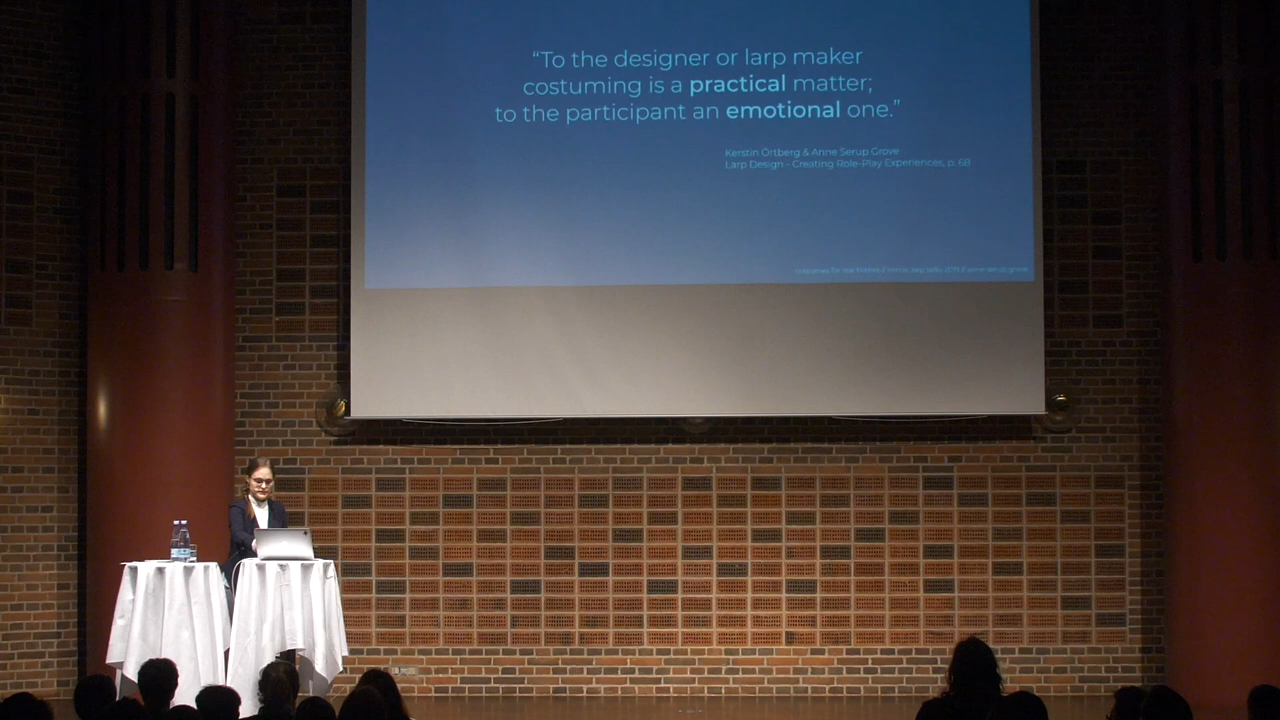 “To the designer or larp maker
costuming is a practical matter;
to the participant an emotional one.”
Kerstin Örtberg & Anne Serup Grove
Larp Design - Creating Role-Play Experiences, p. 68